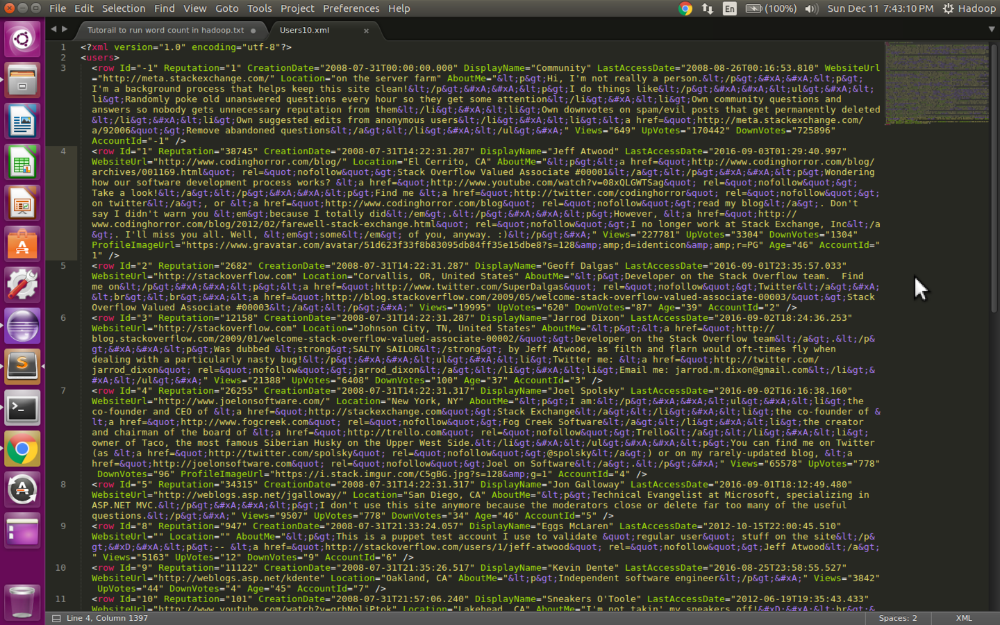 File Edit Selection Find View Goto Tools Project Preferences Help
En (100%) Sun Dec 11 7:43:10 PM Hadoop
Tutorail to run word count in hadoop.txt Users10.xml
1 <?xml version="1.0" encoding="utf-8"?>
2 <users>
3 <row Id="-1" Reputation="1" CreationDate="2008-07-31T00:00:00.000" DisplayName="Community" LastAccessDate="2008-08-26T00:16:53.810" WebsiteUrl
="http://meta.stackexchange.com/" Location="on the server farm" AboutMe="&lt;p&gt;Hi, I'm not really a person.&lt;/p&gt;&#xA;&#xA;&lt;p&gt;
I'm a background process that helps keep this site clean!&lt;/p&gt;&#xA;&#xA;&lt;p&gt;I do things like&lt;/p&gt;&#xA;&#xA;&lt;ul&gt;&#xA;&lt;
li&gt;Randomly poke old unanswered questions every hour so they get some attention&lt;/li&gt;&#xA;&lt;li&gt;Own community questions and
answers so nobody gets unnecessary reputation from them&lt;/li&gt;&#xA;&lt;li&gt;Own downvotes on spam/evil posts that get permanently deleted
&lt;/li&gt;&#xA;&lt;li&gt;Own suggested edits from anonymous users&lt;/li&gt;&#xA;&lt;li&gt;&lt;a href=&quot;http://meta.stackexchange.com/
a/92006&quot;&gt;Remove abandoned questions&lt;/a&gt;&lt;/li&gt;&#xA;&lt;/ul&gt;&#xA;" Views="649" UpVotes="170442" DownVotes="725896"
AccountId="-1" />
4 <row Id="1" Reputation="38745" CreationDate="2008-07-31T14:22:31.287" DisplayName="Jeff Atwood" LastAccessDate="2016-09-03T01:29:40.997"
WebsiteUrl="http://www.codinghorror.com/blog/" Location="El Cerrito, CA" AboutMe="&lt;p&gt;&lt;a href=&quot;http://www.codinghorror.com/blog/
archives/001169.html&quot; rel=&quot;nofollow&quot;&gt;Stack Overflow Valued Associate #00001&lt;/a&gt;&lt;/p&gt;&#xA;&#xA;&lt;p&gt;Wondering
how our software development process works? &lt;a href=&quot;http://www.youtube.com/watch?v=08xQLGWTSag&quot; rel=&quot;nofollow&quot;&gt;
Take a look!&lt;/a&gt;&lt;/p&gt;&#xA;&#xA;&lt;p&gt;Find me &lt;a href=&quot;http://twitter.com/codinghorror&quot; rel=&quot;nofollow&quot;&gt;
on twitter&lt;/a&gt;, or &lt;a href=&quot;http://www.codinghorror.com/blog&quot; rel=&quot;nofollow&quot;&gt;read my blog&lt;/a&gt;. Don't
say I didn't warn you &lt;em&gt;because I totally did&lt;/em&gt;.&lt;/p&gt;&#xA;&#xA;&lt;p&gt;However, &lt;a href=&quot;http://
www.codinghorror.com/blog/2012/02/farewell-stack-exchange.html&quot; rel=&quot;nofollow&quot;&gt;I no longer work at Stack Exchange, Inc&lt;/a
&gt;. I'll miss you all. Well, &lt;em&gt;some&lt;/em&gt; of you, anyway. :)&lt;/p&gt;&#xA;" Views="227781" UpVotes="3304" DownVotes="1304"
ProfileImageUrl="https://www.gravatar.com/avatar/51d623f33f8b83095db84ff35e15dbe8?s=128&amp;amp;d=identicon&amp;amp;r=PG" Age="46" AccountId="
1" />
5 <row Id="2" Reputation="2682" CreationDate="2008-07-31T14:22:31.287" DisplayName="Geoff Dalgas" LastAccessDate="2016-09-01T23:35:57.033"
WebsiteUrl="http://stackoverflow.com" Location="Corvallis, OR, United States" AboutMe="&lt;p&gt;Developer on the Stack Overflow team.  Find
me on&lt;/p&gt;&#xA;&#xA;&lt;p&gt;&lt;a href=&quot;http://www.twitter.com/SuperDalgas&quot; rel=&quot;nofollow&quot;&gt;Twitter&lt;/a&gt;&#xA;
&lt;br&gt;&lt;br&gt;&#xA;&lt;a href=&quot;http://blog.stackoverflow.com/2009/05/welcome-stack-overflow-valued-associate-00003/&quot;&gt;Stack
Overflow Valued Associate #00003&lt;/a&gt;&lt;/p&gt;&#xA;" Views="19995" UpVotes="620" DownVotes="87" Age="39" AccountId="2" />
6 <row Id="3" Reputation="12158" CreationDate="2008-07-31T14:22:31.287" DisplayName="Jarrod Dixon" LastAccessDate="2016-09-02T18:24:36.253"
WebsiteUrl="http://stackoverflow.com" Location="Johnson City, TN, United States" AboutMe="&lt;p&gt;&lt;a href=&quot;http://
blog.stackoverflow.com/2009/01/welcome-stack-overflow-valued-associate-00002/&quot;&gt;Developer on the Stack Overflow team&lt;/a&gt;.&lt;/p&
gt;&#xA;&#xA;&lt;p&gt;Was dubbed &lt;strong&gt;SALTY SAILOR&lt;/strong&gt; by Jeff Atwood, as filth and flarn would oft-times fly when
dealing with a particularly nasty bug!&lt;/p&gt;&#xA;&#xA;&lt;ul&gt;&#xA;&lt;li&gt;Twitter me: &lt;a href=&quot;http://twitter.com/
jarrod_dixon&quot; rel=&quot;nofollow&quot;&gt;jarrod_dixon&lt;/a&gt;&lt;/li&gt;&#xA;&lt;li&gt;Email me: jarrod.m.dixon@gmail.com&lt;/li&gt;&
#xA;&lt;/ul&gt;&#xA;" Views="21388" UpVotes="6408" DownVotes="100" Age="37" AccountId="3" />
7 <row Id="4" Reputation="26255" CreationDate="2008-07-31T14:22:31.317" DisplayName="Joel Spolsky" LastAccessDate="2016-09-02T16:16:38.160"
WebsiteUrl="http://www.joelonsoftware.com/" Location="New York, NY" AboutMe="&lt;p&gt;I am:&lt;/p&gt;&#xA;&#xA;&lt;ul&gt;&#xA;&lt;li&gt;the
co-founder and CEO of &lt;a href=&quot;http://stackexchange.com&quot;&gt;Stack Exchange&lt;/a&gt;&lt;/li&gt;&#xA;&lt;li&gt;the co-founder of &
lt;a href=&quot;http://www.fogcreek.com&quot; rel=&quot;nofollow&quot;&gt;Fog Creek Software&lt;/a&gt;&lt;/li&gt;&#xA;&lt;li&gt;the creator
and chairman of the board of &lt;a href=&quot;http://trello.com&quot; rel=&quot;nofollow&quot;&gt;Trello&lt;/a&gt;&lt;/li&gt;&#xA;&lt;li&gt;
owner of Taco, the most famous Siberian Husky on the Upper West Side.&lt;/li&gt;&#xA;&lt;/ul&gt;&#xA;&#xA;&lt;p&gt;You can find me on Twitter
(as &lt;a href=&quot;http://twitter.com/spolsky&quot; rel=&quot;nofollow&quot;&gt;@spolsky&lt;/a&gt;) or on my rarely-updated blog, &lt;a
href=&quot;http://joelonsoftware.com&quot; rel=&quot;nofollow&quot;&gt;Joel on Software&lt;/a&gt;.&lt;/p&gt;&#xA;" Views="65578" UpVotes="778"
DownVotes="96" ProfileImageUrl="https://i.stack.imgur.com/C5gBG.jpg?s=128&amp;g=1" AccountId="4" />
8 <row Id="5" Reputation="34315" CreationDate="2008-07-31T14:22:31.317" DisplayName="Jon Galloway" LastAccessDate="2016-09-01T18:12:49.480"
WebsiteUrl="http://weblogs.asp.net/jgalloway/" Location="San Diego, CA" AboutMe="&lt;p&gt;Technical Evangelist at Microsoft, specializing in
ASP.NET MVC.&lt;/p&gt;&#xA;&#xA;&lt;p&gt;I don't use this site anymore because the moderators close or delete far too many of the useful
questions.&lt;/p&gt;&#xA;" Views="9507" UpVotes="778" DownVotes="34" Age="46" AccountId="5" />
9 <row Id="8" Reputation="947" CreationDate="2008-07-31T21:33:24.057" DisplayName="Eggs McLaren" LastAccessDate="2012-10-15T22:00:45.510"
WebsiteUrl="" Location="" AboutMe="&lt;p&gt;This is a puppet test account I use to validate &quot;regular user&quot; stuff on the site&lt;/p&
gt;&#xD;&#xA;&lt;p&gt;-- &lt;a href=&quot;http://stackoverflow.com/users/1/jeff-atwood&quot; rel=&quot;nofollow&quot;&gt;Jeff Atwood&lt;/a&gt;
" Views="5163" UpVotes="12" DownVotes="9" AccountId="6" />
10 <row Id="9" Reputation="11122" CreationDate="2008-07-31T21:35:26.517" DisplayName="Kevin Dente" LastAccessDate="2016-08-25T23:58:55.527"
WebsiteUrl="http://weblogs.asp.net/kdente" Location="Oakland, CA" AboutMe="&lt;p&gt;Independent software engineer&lt;/p&gt;&#xA;" Views="3842"
UpVotes="44" DownVotes="4" Age="45" AccountId="7" />
11 <row Id="10" Reputation="101" CreationDate="2008-07-31T21:57:06.240" DisplayName="Sneakers O'Toole" LastAccessDate="2012-06-19T19:35:43.433"
Location="Lakehead, CA" AboutMe="I'm not takin' my sneakers off!&#xD;&#xA;&lt;br&gt;&
Line 4, Column 1397 Spaces: 2 XML